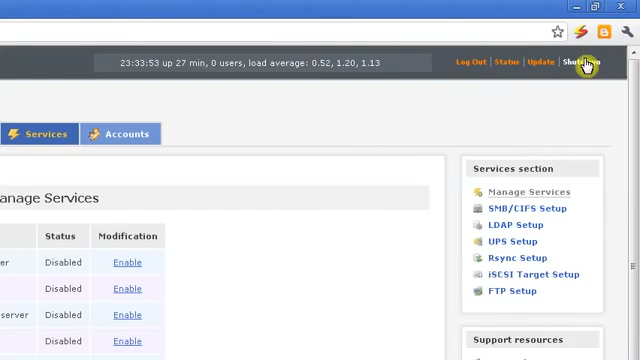 23:33:53 up 27 min, 0 users, load average: 0.52, 1.20, 1.13
Log Out | Status | Update |
Services
Accounts
anage Services
Status
Modification
er
Disabled
Enable
Disabled
Enable
server
Disabled
Enable
Disabled
Enable
Services section
Manage Services
SMB/CIFS Setup
LDAP Setup
UPS Setup
Rsync Setup
iSCSI Target Setup
FTP Setup
Support resources